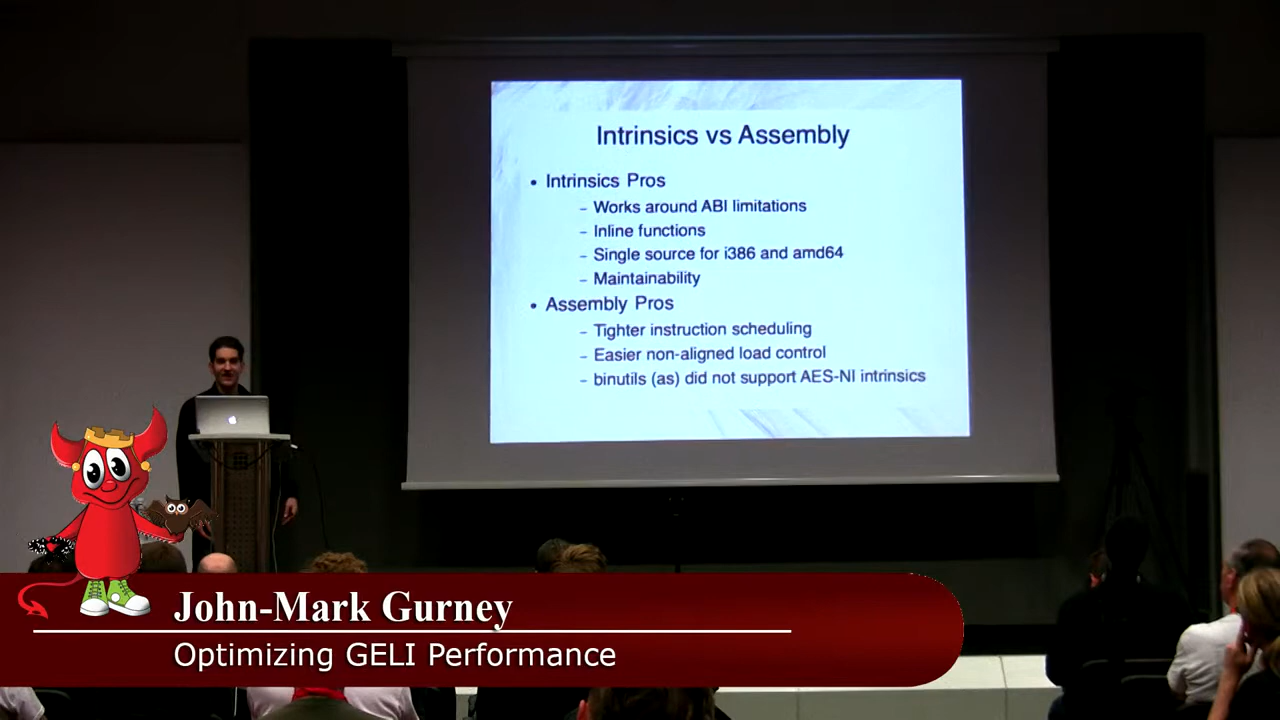 Intrinsics vs Assembly
• Intrinsics Pros
– Works around ABI limitations
– Inline functions
– Single source for i386 and amd64
– Maintainability
• Assembly Pros
– Tighter instruction scheduling
– Easier non-aligned load control
– binutils (as) did not support AES-NI intrinsics
John-Mark Gurney
Optimizing GELI Performance